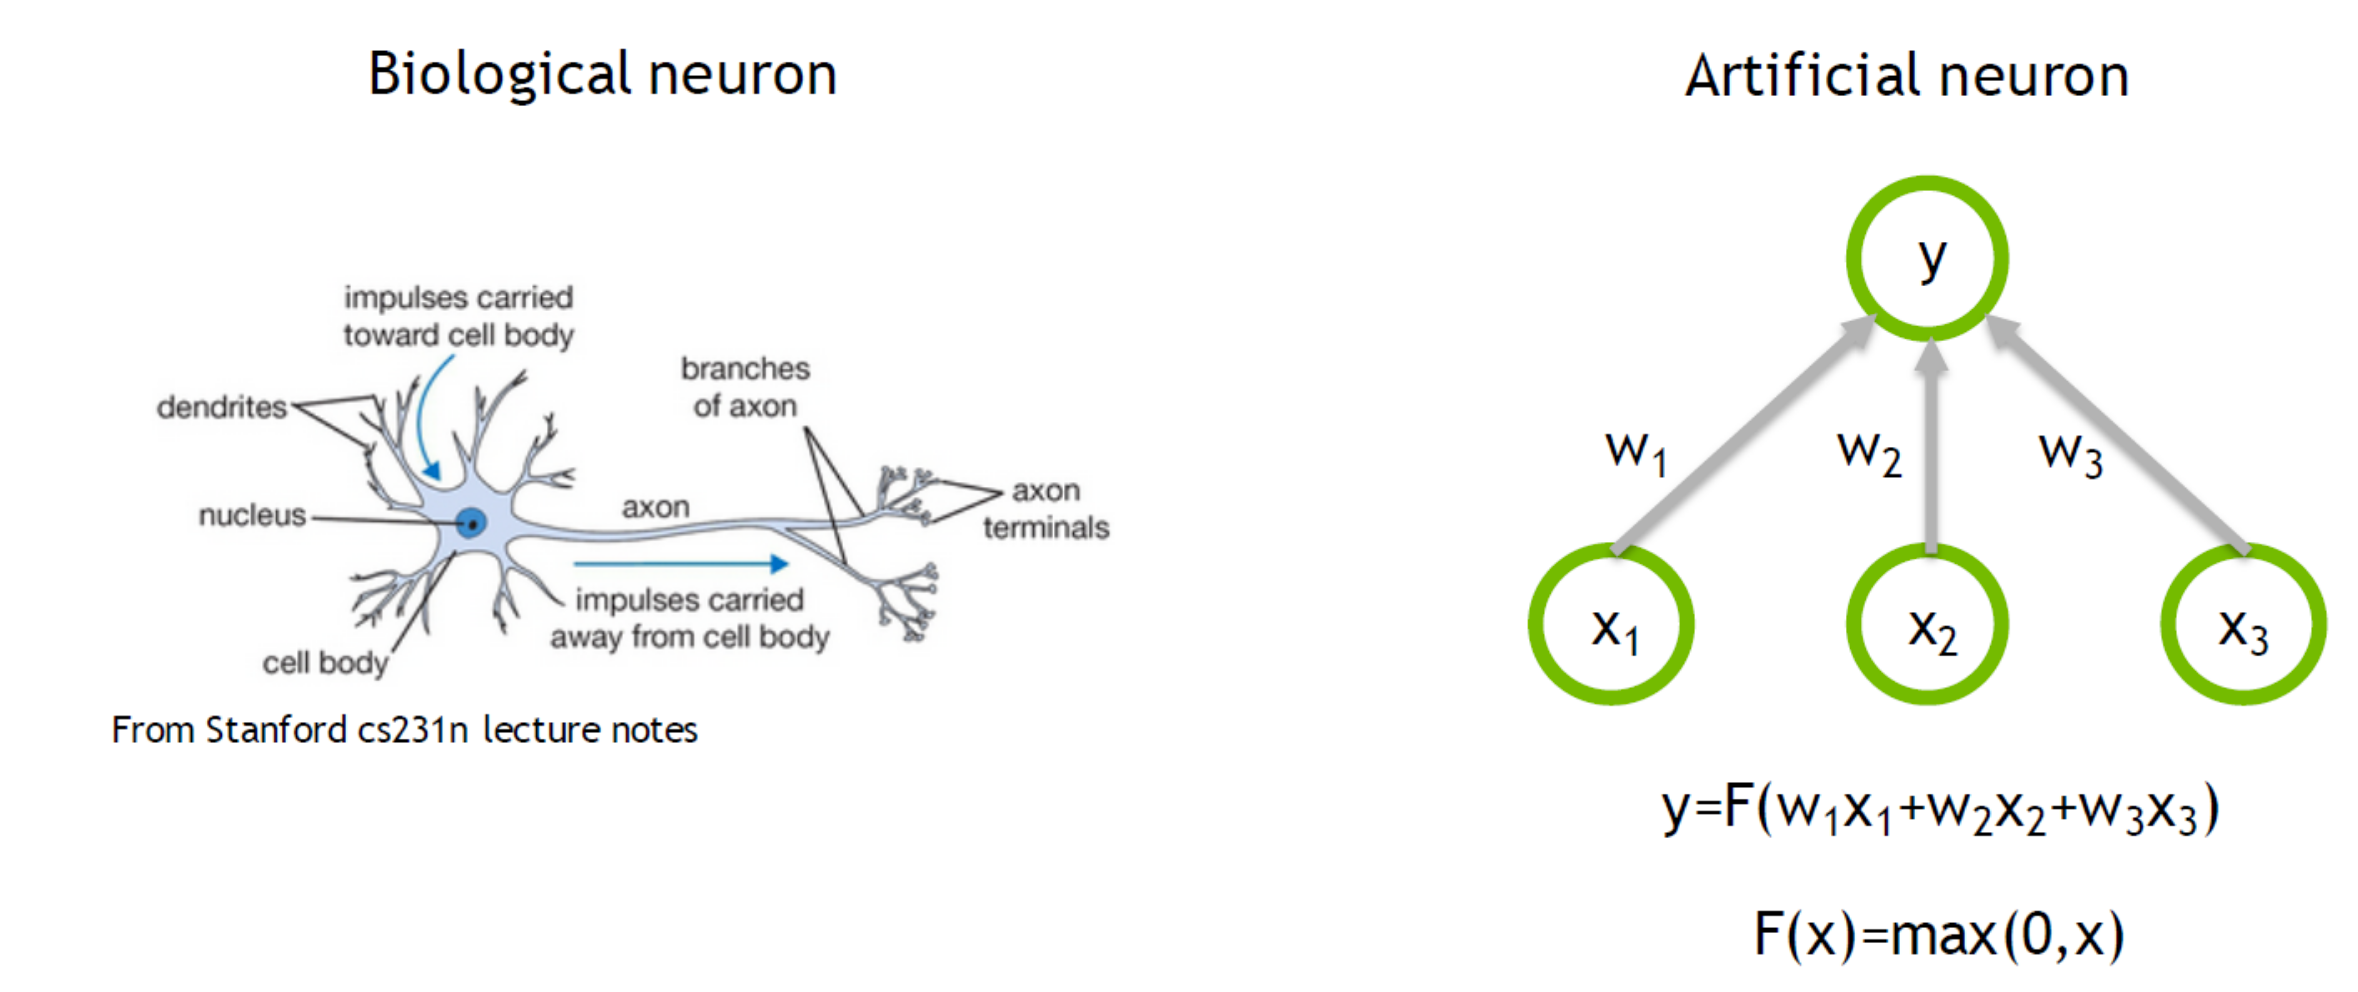 Biological neuron
Artificial neuron
impulses carried
toward cell body
branches
of axon
dendrites
nucleus
axon
axon
terminals
impulses carried
away from cell body
cell body
From Stanford cs231n lecture notes
y
w₁
w₂
w₃
x₁
x₂
x₃
y=F(w₁x₁+w₂x₂+w₃x₃)
F(x)=max(0,x)